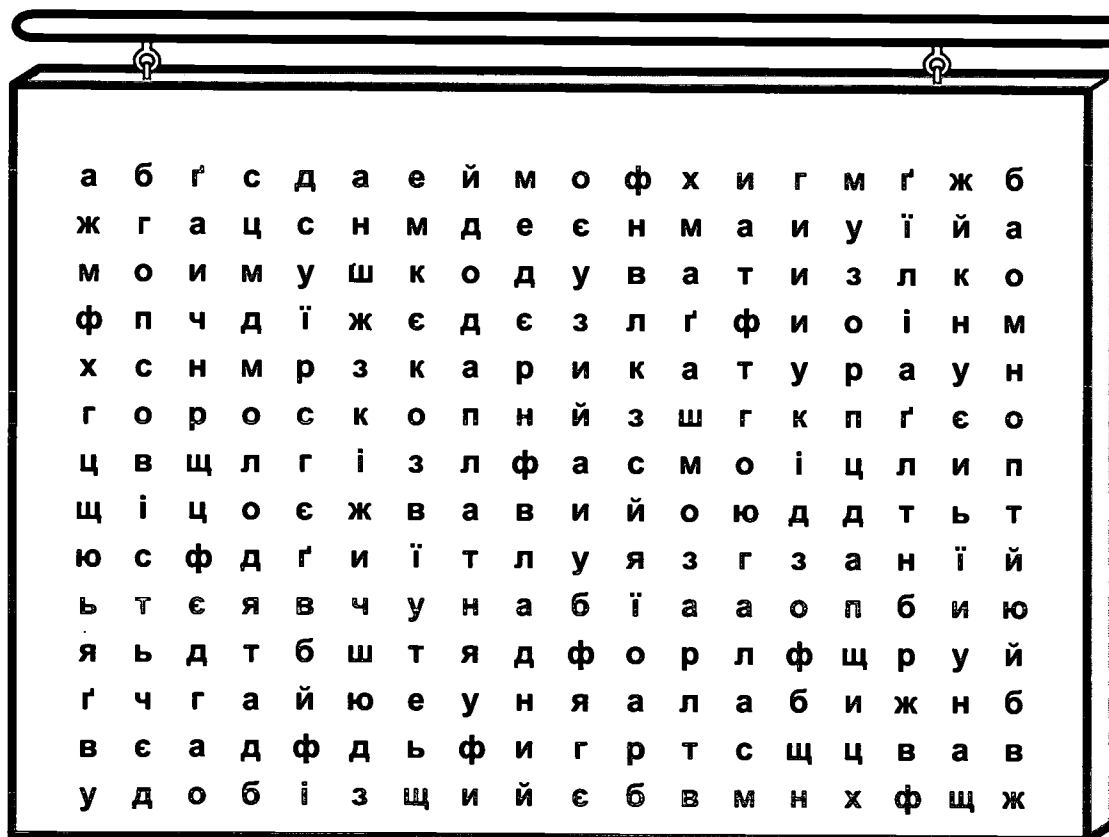 а б ґ с д а е й м о ф х и г м ґ ж б
ж г а ц с н м д е є н м а и у ї й а
м о и м у ш к о д у в а т и з л к о
ф п ч д ї ж є д є з л ґ ф и о і н м
х с н м р з к а р и к а т у р а у н
г о р о с к о п н й з ш г к п ґ є о
ц в щ л г і з л ф а с м о і ц л и п
щ і ц о є ж в а в и й о ю д д т ь т
ю с ф д ґ и ї т л у я з г з а н ї й
ь т є я в ч у н а б ї а а о п б и ю
я ь д т б ш т я д ф о р л ф щ р у й
ґ ч г а й ю е у н я а л а б и ж н б
в є а д ф д ь ф и г р т с щ ц в а в
у д о б і з щ и й є б в м н х ф щ ж